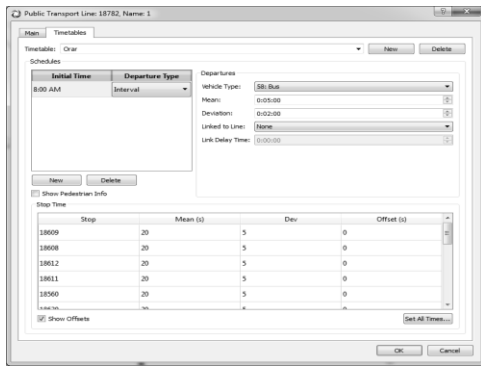 Public Transport Line: 18782, Name: 1
Main Timetables
Timetable: Orar New Delete
Schedules
Initial Time Departure Type
8:00 AM Interval
New Delete
Show Pedestrian Info
Departures
Vehicle Type: 58: Bus
Mean: 0:05:00
Deviation: 0:02:00
Linked to Line: None
Link Delay Time: 0:00:00
Stop Time
Stop Mean (s) Dev Offset (s)
18609 20 5 0
18608 20 5 0
18612 20 5 0
18611 20 5 0
18560 20 5 0
20 5 0
Show Offsets Set All Times...
OK Cancel